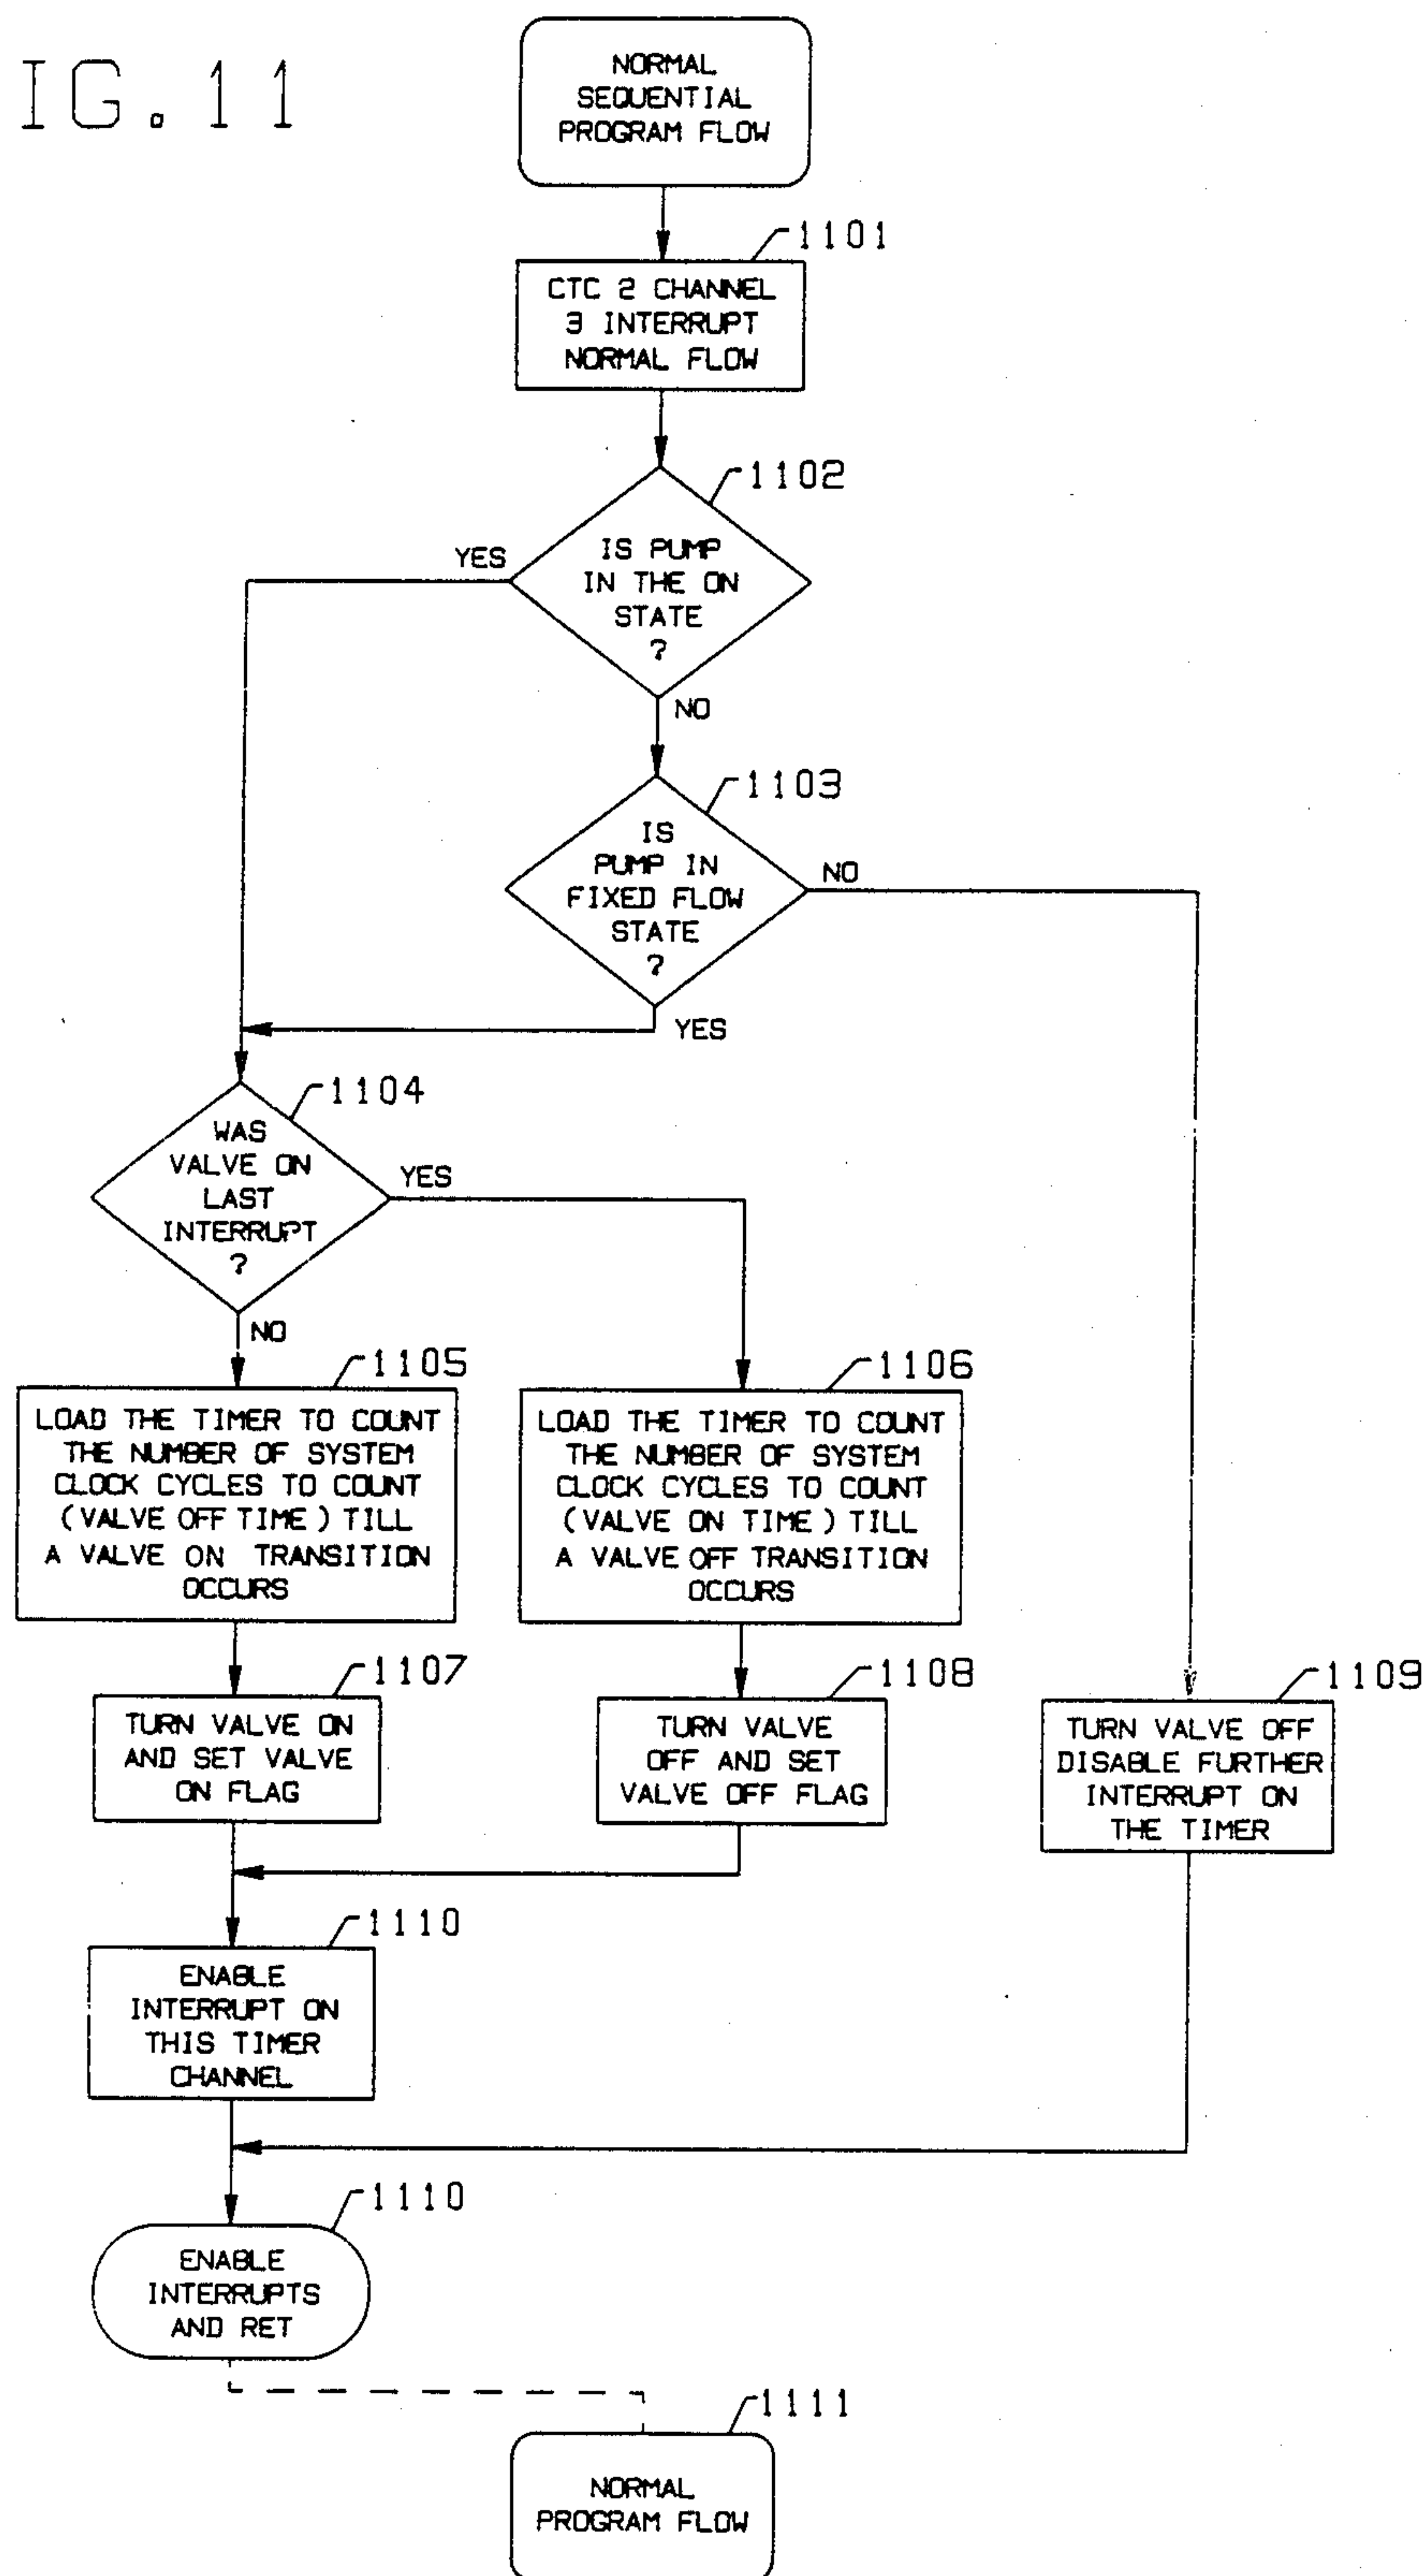 IG. 11
NORMAL
SEQUENTIAL
PROGRAM FLOW
1101
CTC 2 CHANNEL
3 INTERRUPT
NORMAL FLOW
1102
YES
IS PUMP
IN THE ON
STATE
?
NO
1103
IS
PUMP IN
FIXED FLOW
STATE
?
NO
YES
1104
WAS
VALVE ON
LAST
INTERRUPT
?
YES
NO
1105
LOAD THE TIMER TO COUNT
THE NUMBER OF SYSTEM
CLOCK CYCLES TO COUNT
(VALVE OFF TIME) TILL
A VALVE ON TRANSITION
OCCURS
1106
LOAD THE TIMER TO COUNT
THE NUMBER OF SYSTEM
CLOCK CYCLES TO COUNT
(VALVE ON TIME) TILL
A VALVE OFF TRANSITION
OCCURS
1107
TURN VALVE ON
AND SET VALVE
ON FLAG
1108
TURN VALVE
OFF AND SET
VALVE OFF FLAG
1109
TURN VALVE OFF
DISABLE FURTHER
INTERRUPT ON
THE TIMER
1110
ENABLE
INTERRUPT ON
THIS TIMER
CHANNEL
1110
ENABLE
INTERRUPTS
AND RET
1111
NORMAL
PROGRAM FLOW